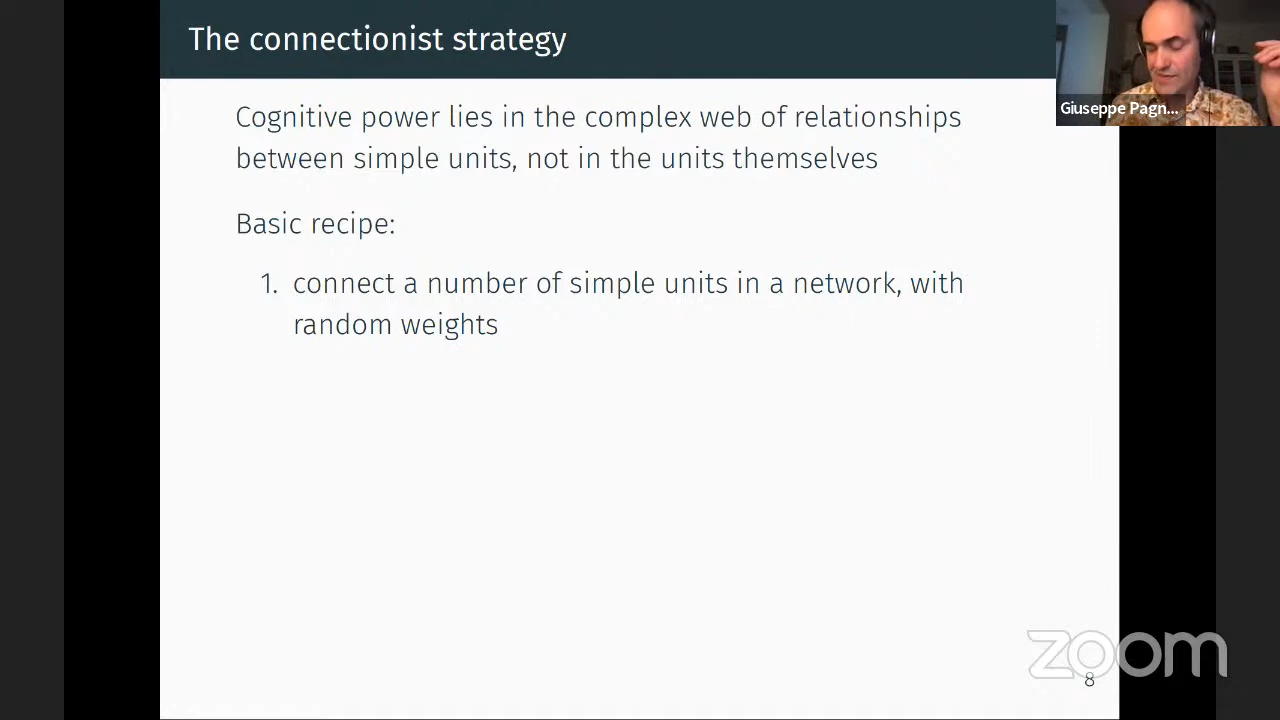 The connectionist strategy
Giuseppe Pagn...
Cognitive power lies in the complex web of relationships
between simple units, not in the units themselves
Basic recipe:
1. connect a number of simple units in a network, with
random weights
zoom
8